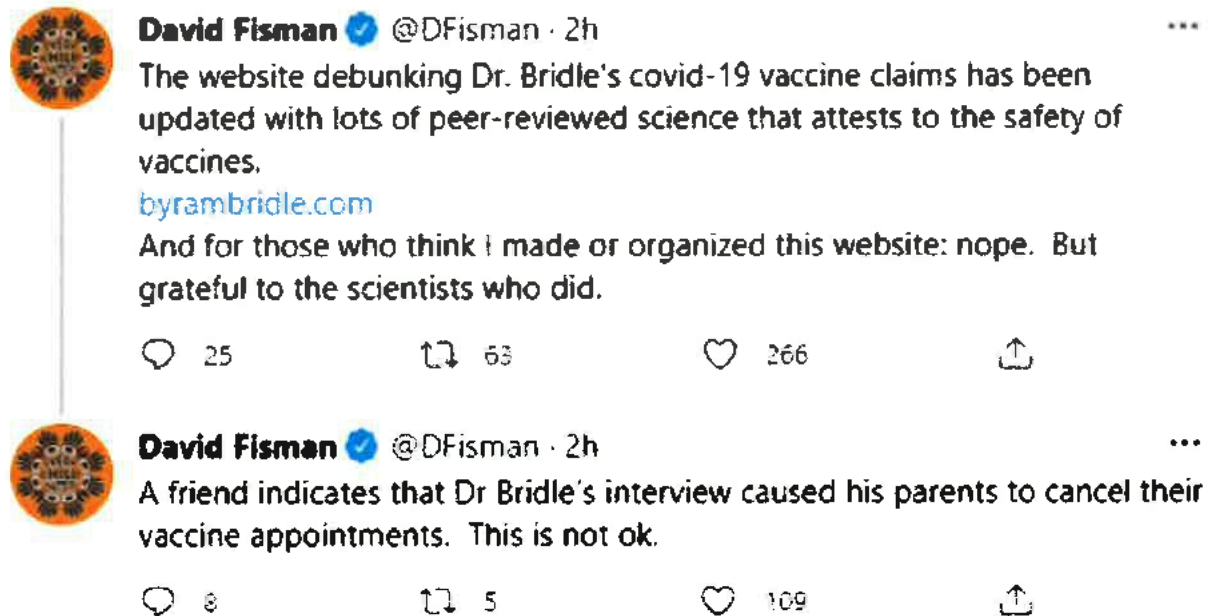 David Fisman @DFisman · 2h
The website debunking Dr. Bridle's covid-19 vaccine claims has been
updated with lots of peer-reviewed science that attests to the safety of
vaccines.
byrambridle.com
And for those who think I made or organized this website: nope. But
grateful to the scientists who did.
25 63 266
David Fisman @DFisman · 2h
A friend indicates that Dr Bridle's interview caused his parents to cancel their
vaccine appointments. This is not ok.
8 5 109